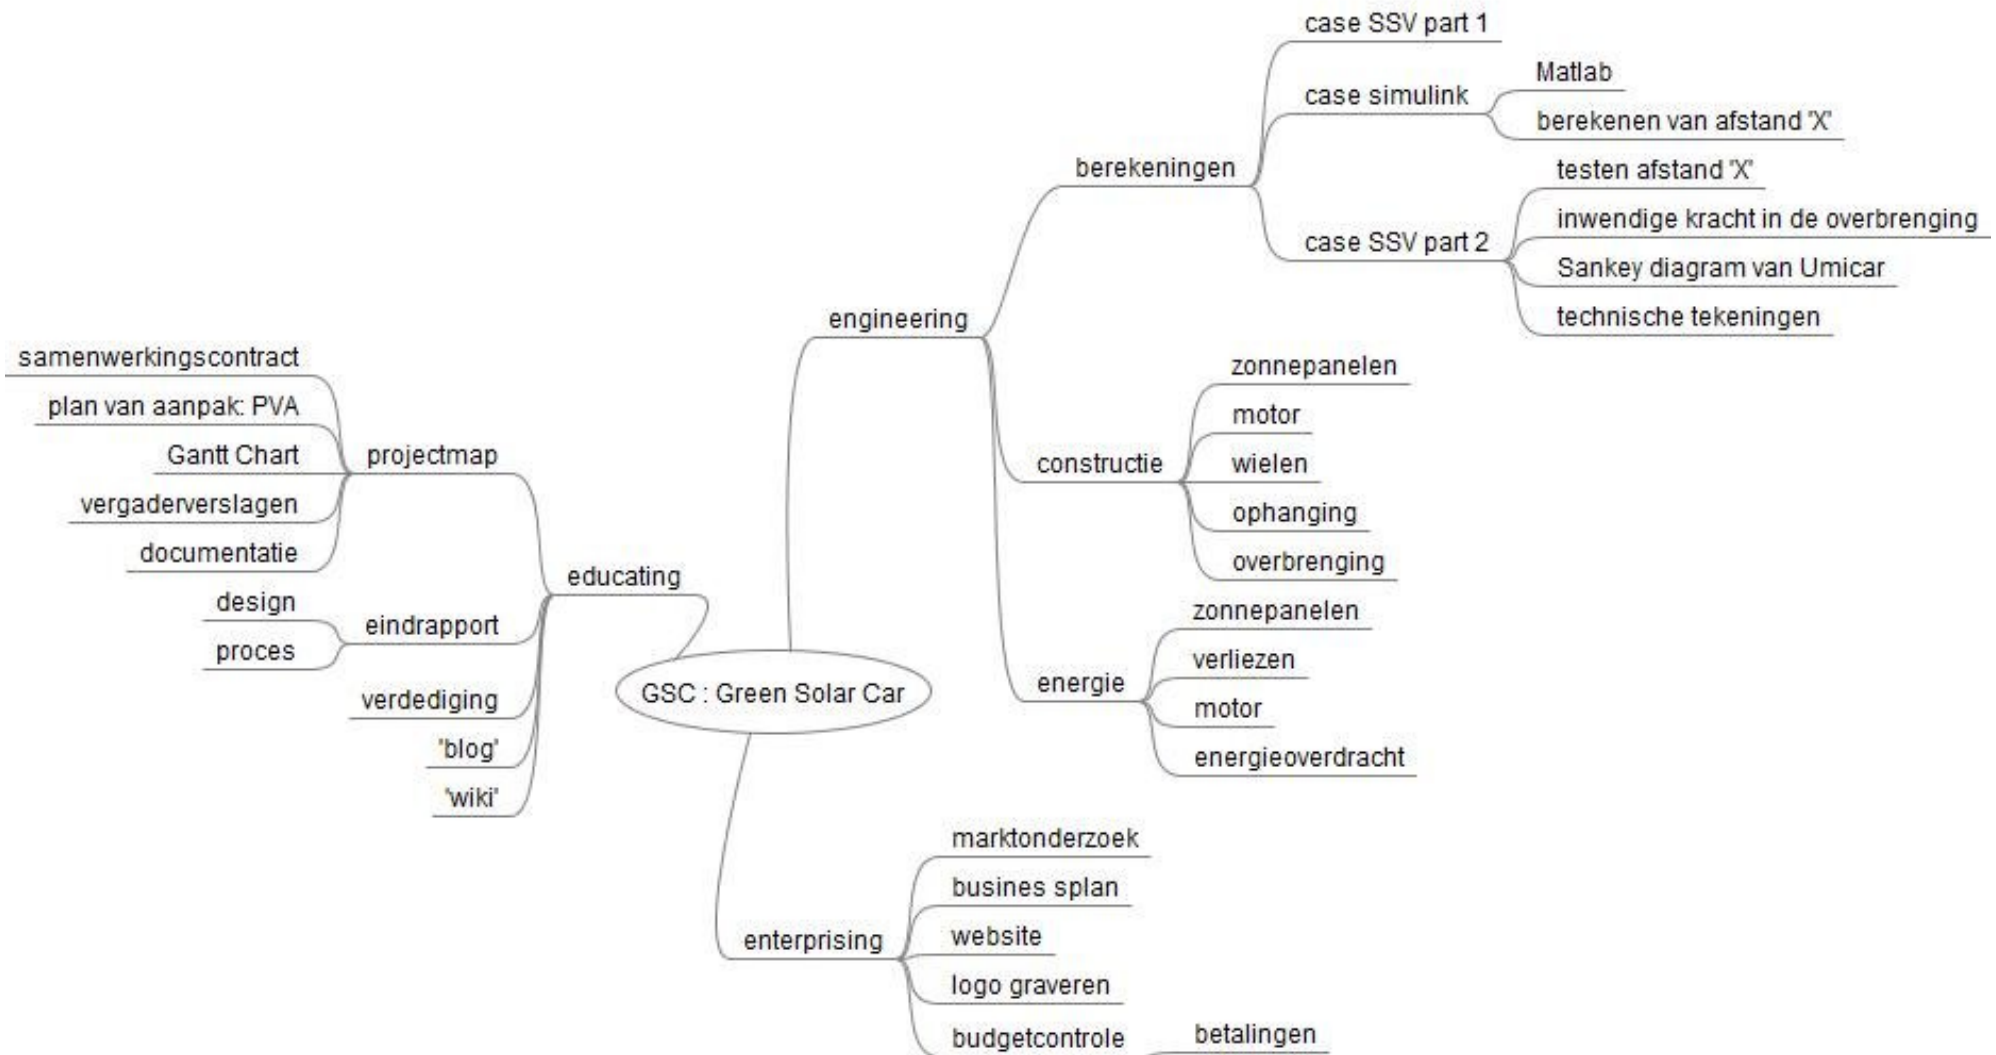 case SSV part 1
Matlab
case simulink
berekenen van afstand 'X'
berekeningen
testen afstand 'X'
inwendige kracht in de overbrenging
case SSV part 2
Sankey diagram van Umicar
technische tekeningen
engineering
zonnepanelen
motor
constructie
wielen
ophanging
overbrenging
zonnepanelen
verliezen
energie
motor
energieoverdracht
samenwerkingscontract
plan van aanpak: PVA
Gantt Chart
projectmap
vergaderverslagen
documentatie
educating
design
eindrapport
proces
verdediging
'blog'
'wiki'
GSC : Green Solar Car
marktonderzoek
busines splan
website
enterprising
logo graveren
budgetcontrole
betalingen